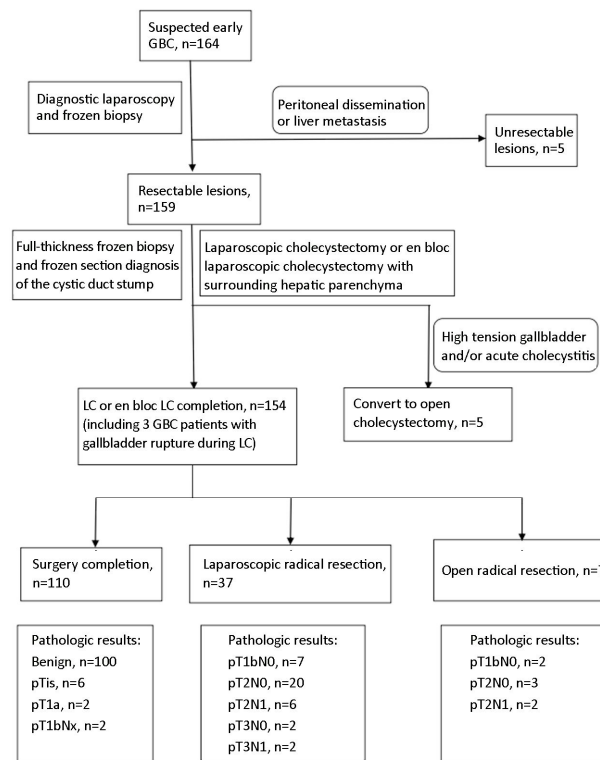 Suspected early
GBC, n=164
Diagnostic laparoscopy
and frozen biopsy
Peritoneal dissemination
or liver metastasis
Unresectable
lesions, n=5
Resectable lesions,
n=159
Full-thickness frozen biopsy
and frozen section diagnosis
of the cystic duct stump
Laparoscopic cholecystectomy or en bloc
laparoscopic cholecystectomy with
surrounding hepatic parenchyma
High tension gallbladder
and/or acute cholecystitis
LC or en bloc LC completion, n=154
(including 3 GBC patients with
gallbladder rupture during LC)
Convert to open
cholecystectomy, n=5
Surgery completion,
n=110
Laparoscopic radical resection,
n=37
Open radical resection,
Pathologic results:
Benign, n=100
pTis, n=6
pT1a, n=2
pT1bNx, n=2
Pathologic results:
pT1bN0, n=7
pT2N0, n=20
pT2N1, n=6
pT3N0, n=2
pT3N1, n=2
Pathologic results:
pT1bN0, n=2
pT2N0, n=3
pT2N1, n=2